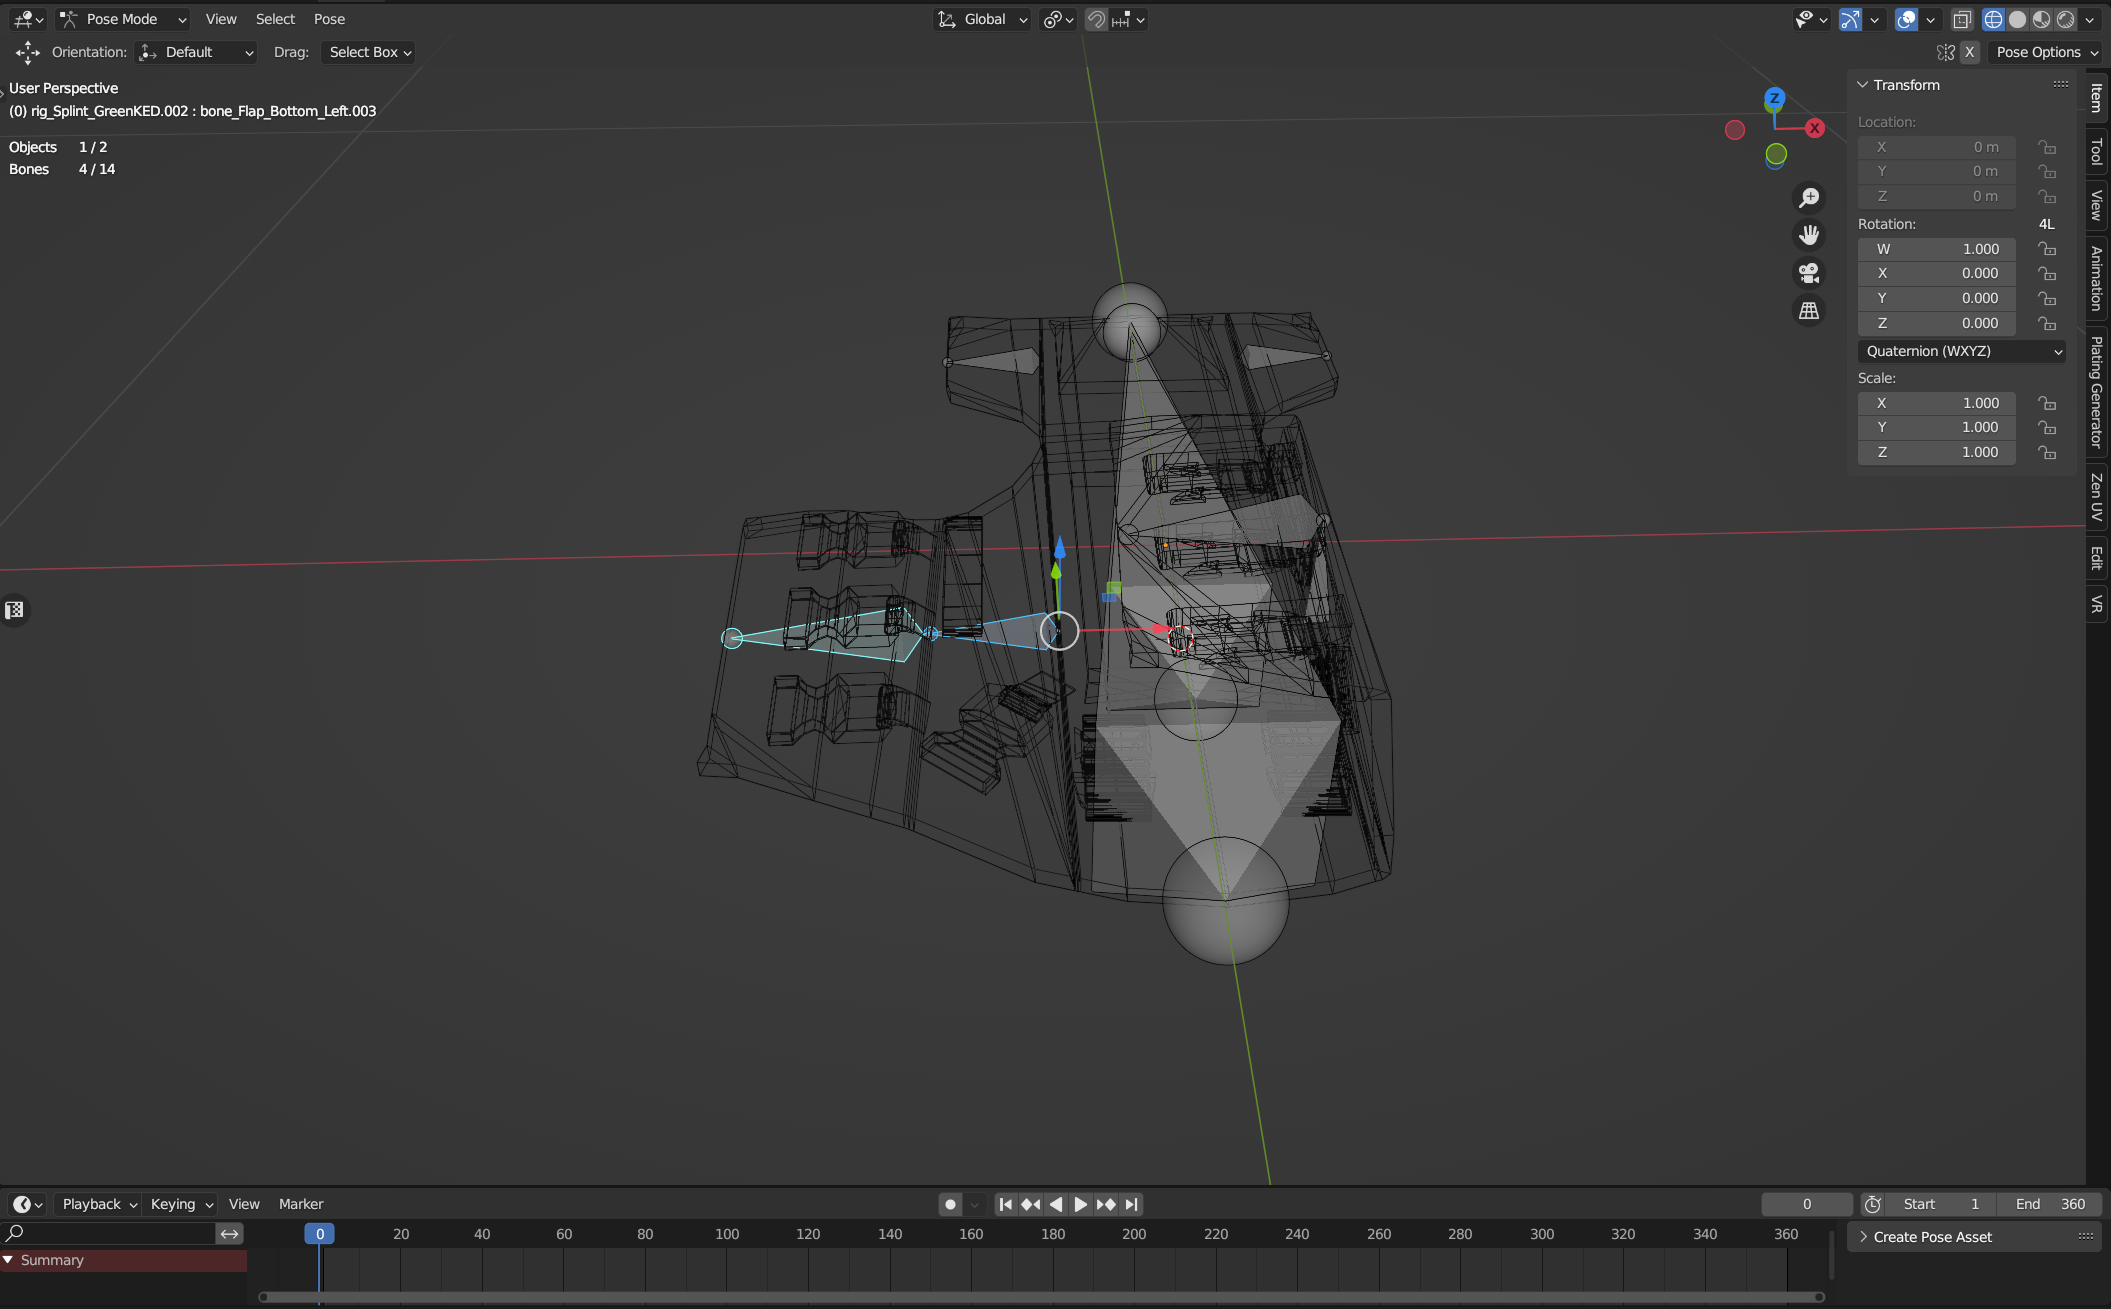 Pose Mode View Select Pose Global
Orientation: Default Drag: Select Box X Pose Options
User Perspective
(0) rig_Splint_GreenKED.002 : bone_Flap_Bottom_Left.003
Objects 1 / 2
Bones 4 / 14
Z
X
Transform
Location:
X 0 m
Y 0 m
Z 0 m
Rotation: 4L
W 1.000
X 0.000
Y 0.000
Z 0.000
Quaternion (WXYZ)
Scale:
X 1.000
Y 1.000
Z 1.000
Item
Tool
View
Animation
Plating Generator
Zen UV
Edit
VR
Playback Keying View Marker 0 Start 1 End 360
0 20 40 60 80 100 120 140 160 180 200 220 240 260 280 300 320 340 360
Create Pose Asset
Summary